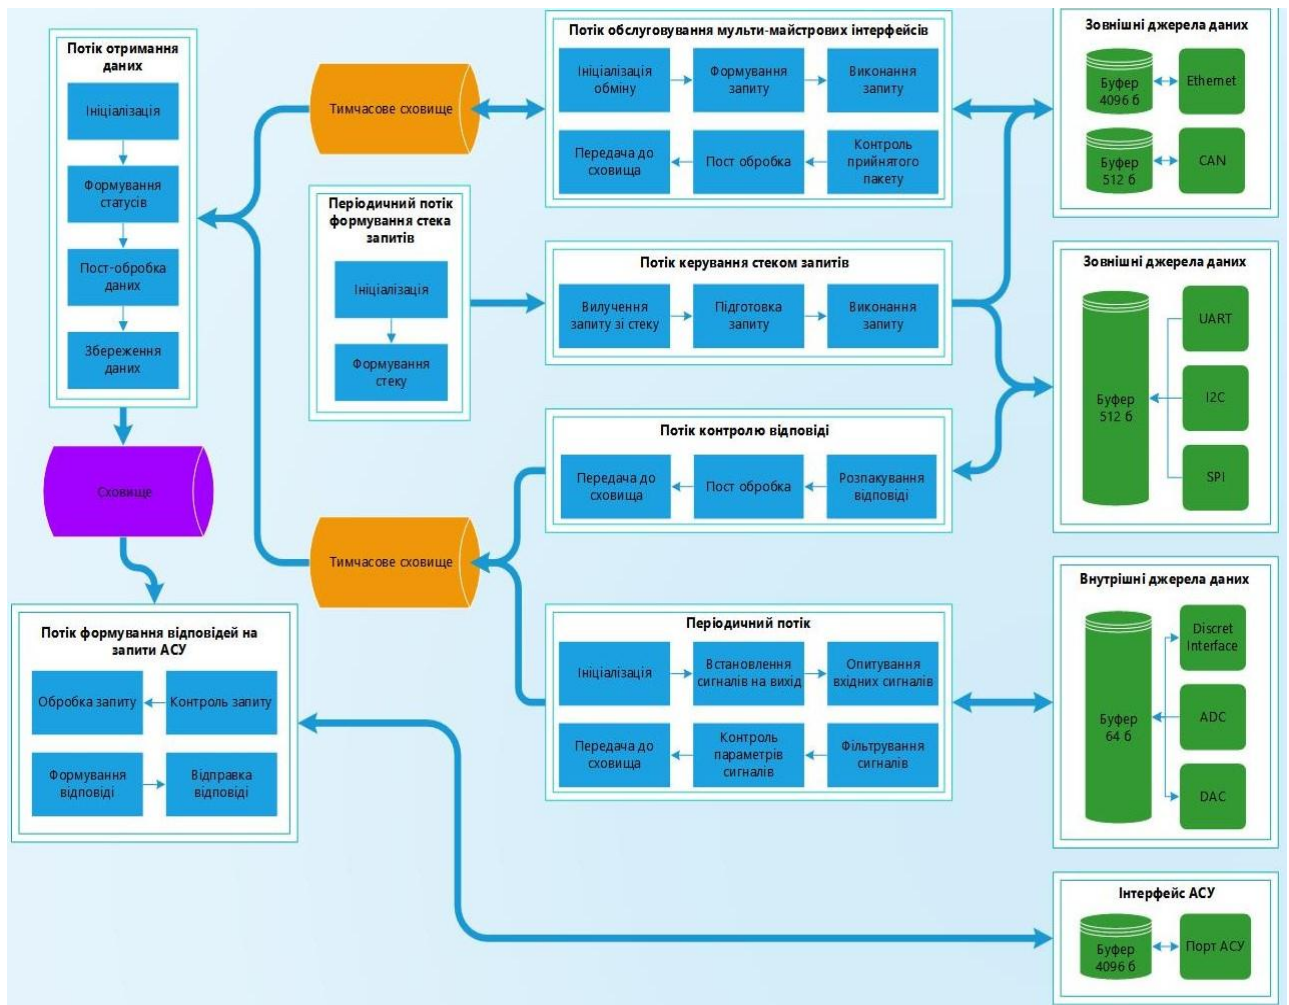 Потік отримання
даних
Ініціалізація
Формування
статусів
Пост-обробка
даних
Збереження
даних
Сховище
Потік формування відповідей на
запити АСУ
Обробка запиту
Контроль запиту
Формування
відповіді
Відправка
відповіді
Тимчасове сховище
Періодичний потік
формування стека
запитів
Ініціалізація
Формування
стеку
Тимчасове сховище
Потік обслуговування мульти-майстрових інтерфейсів
Ініціалізація
обміну
Формування
запиту
Виконання
запиту
Передача до
сховища
Пост обробка
Контроль
прийнятого
пакету
Потік керування стеком запитів
Вилучення
запиту зі стеку
Підготовка
запиту
Виконання
запиту
Потік контролю відповіді
Передача до
сховища
Пост обробка
Розпакування
відповіді
Періодичний потік
Ініціалізація
Встановлення
сигналів на вихід
Опитування
вхідних сигналів
Передача до
сховища
Контроль
параметрів
сигналів
Фільтрування
сигналів
Зовнішні джерела даних
Буфер
4096 б
Ethernet
Буфер
512 б
CAN
Зовнішні джерела даних
Буфер
512 б
UART
I2C
SPI
Внутрішні джерела даних
Буфер
64 б
Discret
Interface
ADC
DAC
Інтерфейс АСУ
Буфер
4096 б
Порт АСУ